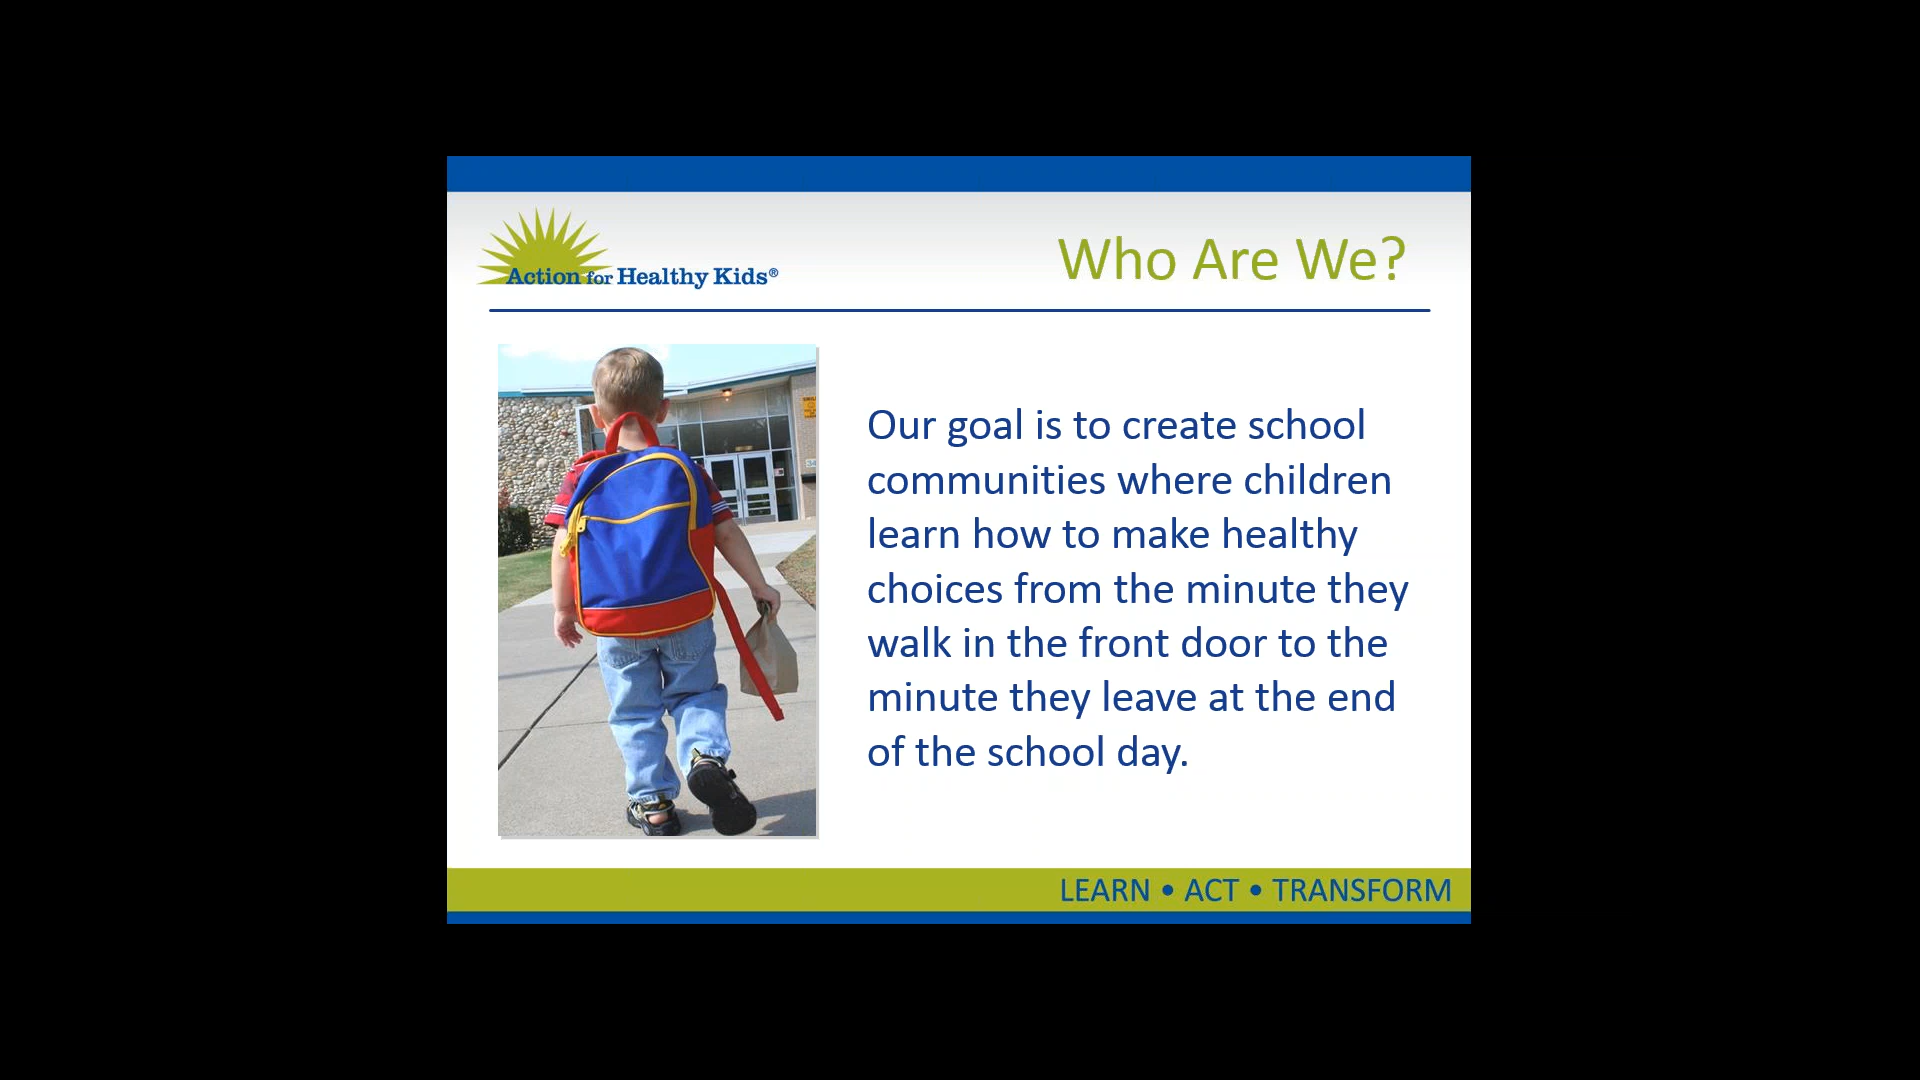 Action for Healthy Kids®
Who Are We?
Our goal is to create school
communities where children
learn how to make healthy
choices from the minute they
walk in the front door to the
minute they leave at the end
of the school day.
LEARN • ACT • TRANSFORM